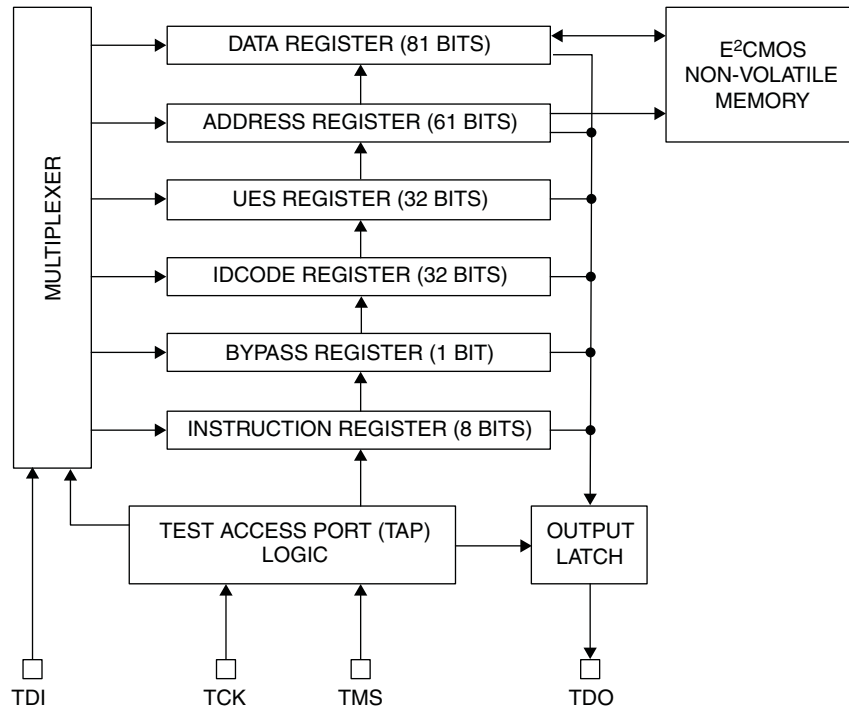 MULTIPLEXER
DATA REGISTER (81 BITS)
E²CMOS
NON-VOLATILE
MEMORY
ADDRESS REGISTER (61 BITS)
UES REGISTER (32 BITS)
IDCODE REGISTER (32 BITS)
BYPASS REGISTER (1 BIT)
INSTRUCTION REGISTER (8 BITS)
TEST ACCESS PORT (TAP)
LOGIC
OUTPUT
LATCH
TDI
TCK
TMS
TDO